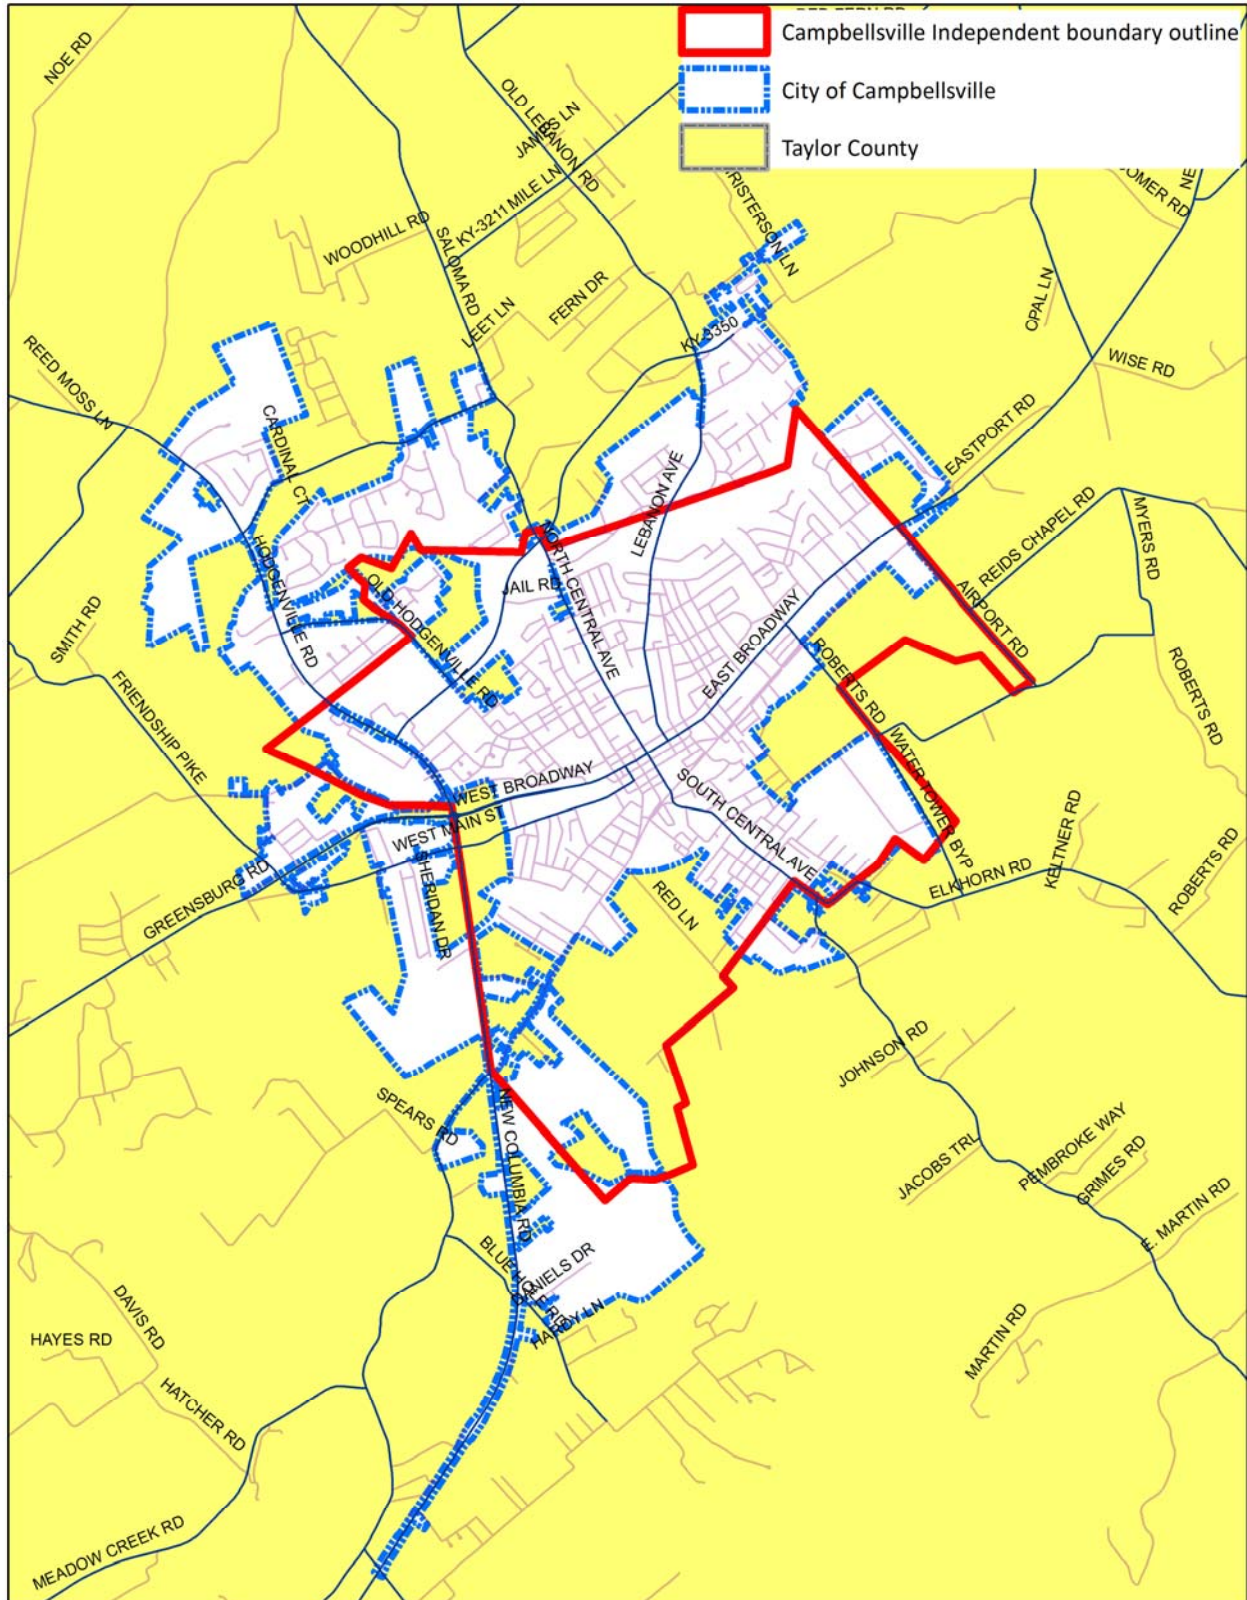 Campbellsville Independent boundary outline
City of Campbellsville
Taylor County
NOE RD
OLD LEBANON RD
JAMES LN
KY-3211 MILE LN
WOODHILL RD
SALOMA RD
OPAL LN
LEET LN
FERN DR
KY-3350
REED MOSS LN
WISE RD
CARDINAL CT
EASTPORT RD
LEBANON AVE
REIDS CHAPEL RD
MYERS RD
HODGENVILLE RD
NORTH CENTRAL AVE
JAIL RD
OLD HODGENVILLE RD
AIRPORT RD
SMITH RD
EAST BROADWAY
ROBERTS RD
ROBERTS RD
FRIENDSHIP PIKE
WATER TOWER BYP
WEST BROADWAY
SOUTH CENTRAL AVE
WEST MAIN ST
KELTNER RD
ROBERTS RD
GREENSBURG RD
SHERIDAN DR
RED LN
ELKHORN RD
JOHNSON RD
SPEARS RD
NEW COLUMBIA RD
JACOBS TRL
PEMBROKE WAY
GRIMES RD
E. MARTIN RD
BLUE HOLE RD
DANIELS DR
HARDY LN
DAVIS RD
HAYES RD
MARTIN RD
HATCHER RD
MEADOW CREEK RD